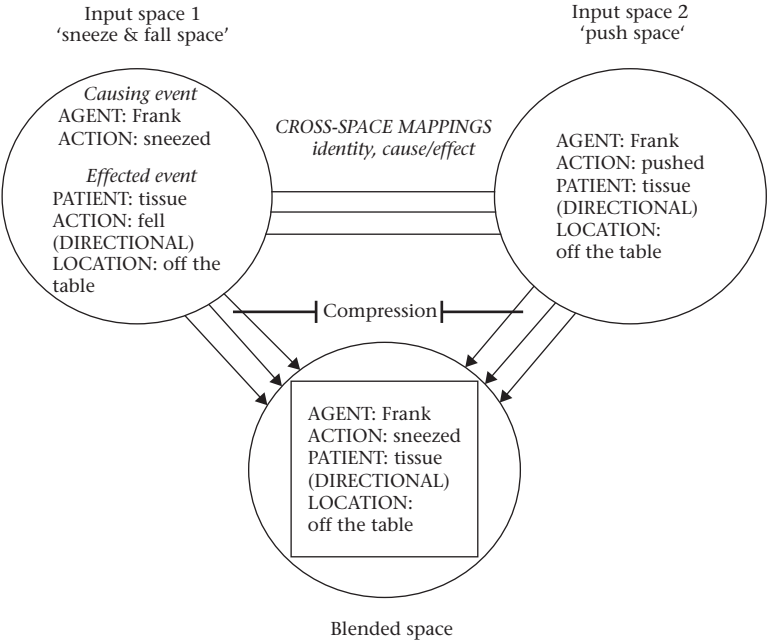 Input space 1
'sneeze & fall space'
Causing event
AGENT: Frank
ACTION: sneezed
Effected event
PATIENT: tissue
ACTION: fell
(DIRECTIONAL)
LOCATION: off the
table
CROSS-SPACE MAPPINGS
identity, cause/effect
Input space 2
'push space‘
AGENT: Frank
ACTION: pushed
PATIENT: tissue
(DIRECTIONAL)
LOCATION:
off the table
Compression
AGENT: Frank
ACTION: sneezed
PATIENT: tissue
(DIRECTIONAL)
LOCATION:
off the table
Blended space